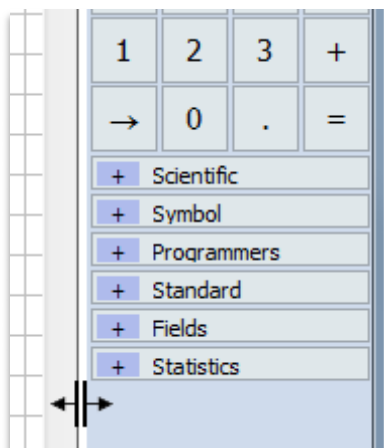 1 2 3 +
→ 0 . =
+ Scientific
+ Symbol
+ Programmers
+ Standard
+ Fields
+ Statistics